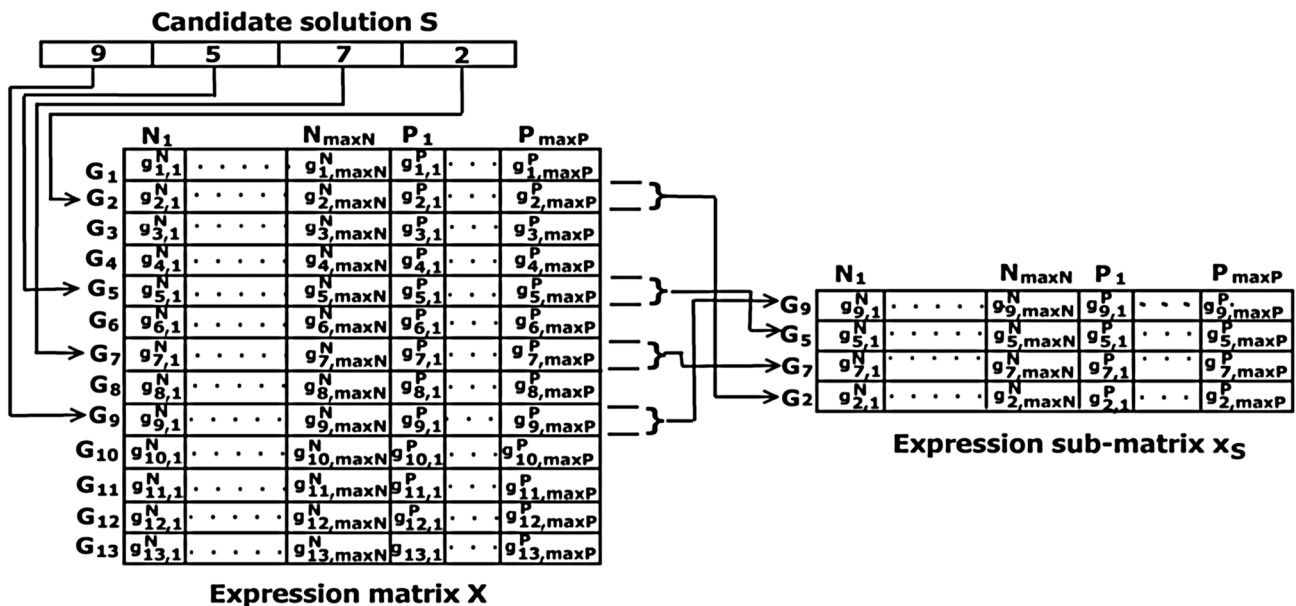 Candidate solution S
9 5 7 2
N1 NmaxN P1 PmaxP
G1 g^N_1,1 · · · · · g^N_1,maxN g^P_1,1 · · · g^P_1,maxP
G2 g^N_2,1 · · · · · g^N_2,maxN g^P_2,1 · · · g^P_2,maxP
G3 g^N_3,1 · · · · · g^N_3,maxN g^P_3,1 · · · g^P_3,maxP
G4 g^N_4,1 · · · · · g^N_4,maxN g^P_4,1 · · · g^P_4,maxP
G5 g^N_5,1 · · · · · g^N_5,maxN g^P_5,1 · · · g^P_5,maxP
G6 g^N_6,1 · · · · · g^N_6,maxN g^P_6,1 · · · g^P_6,maxP
G7 g^N_7,1 · · · · · g^N_7,maxN g^P_7,1 · · · g^P_7,maxP
G8 g^N_8,1 · · · · · g^N_8,maxN g^P_8,1 · · · g^P_8,maxP
G9 g^N_9,1 · · · · · g^N_9,maxN g^P_9,1 · · · g^P_9,maxP
G10 g^N_10,1 · · · · · g^N_10,maxN g^P_10,1 · · · g^P_10,maxP
G11 g^N_11,1 · · · · · g^N_11,maxN g^P_11,1 · · · g^P_11,maxP
G12 g^N_12,1 · · · · · g^N_12,maxN g^P_12,1 · · · g^P_12,maxP
G13 g^N_13,1 · · · · · g^N_13,maxN g_13,1 · · · g^P_13,maxP
Expression matrix X
N1 NmaxN P1 PmaxP
G9 g^N_9,1 · · · · · g^N_9,maxN g^P_9,1 · · · g^P_9,maxP
G5 g^N_5,1 · · · · · g^N_5,maxN g^P_5,1 · · · g^P_5,maxP
G7 g^N_7,1 · · · · · g^N_7,maxN g^P_7,1 · · · g^P_7,maxP
G2 g^N_2,1 · · · · · g^N_2,maxN g^P_2,1 · · · g^P_2,maxP
Expression sub-matrix xS